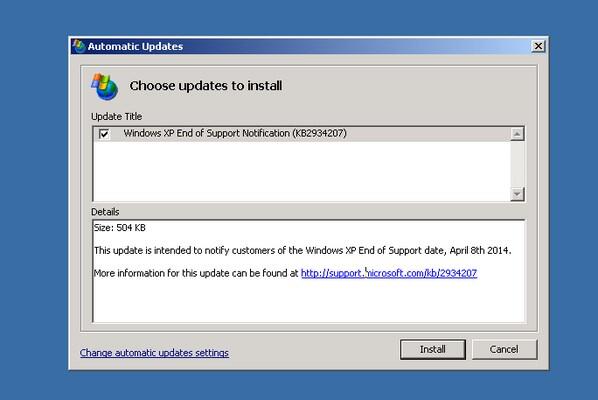 Automatic Updates
Choose updates to install
Update Title
Windows XP End of Support Notification (KB2934207)
Details
Size: 504 KB
This update is intended to notify customers of the Windows XP End of Support date, April 8th 2014.
More information for this update can be found at http://support.microsoft.com/kb/2934207
Change automatic updates settings
Install
Cancel